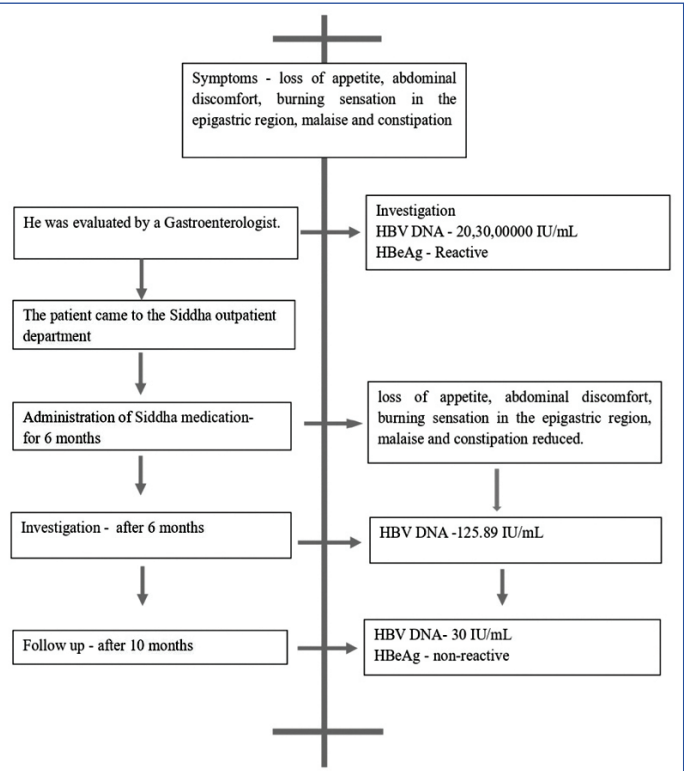 Symptoms - loss of appetite, abdominal
discomfort, burning sensation in the
epigastric region, malaise and constipation
He was evaluated by a Gastroenterologist.
Investigation
HBV DNA - 20,30,00000 IU/mL
HBeAg - Reactive
The patient came to the Siddha outpatient
department
Administration of Siddha medication-
for 6 months
loss of appetite, abdominal discomfort,
burning sensation in the epigastric region,
malaise and constipation reduced.
Investigation - after 6 months
HBV DNA -125.89 IU/mL
Follow up - after 10 months
HBV DNA- 30 IU/mL
HBeAg - non-reactive